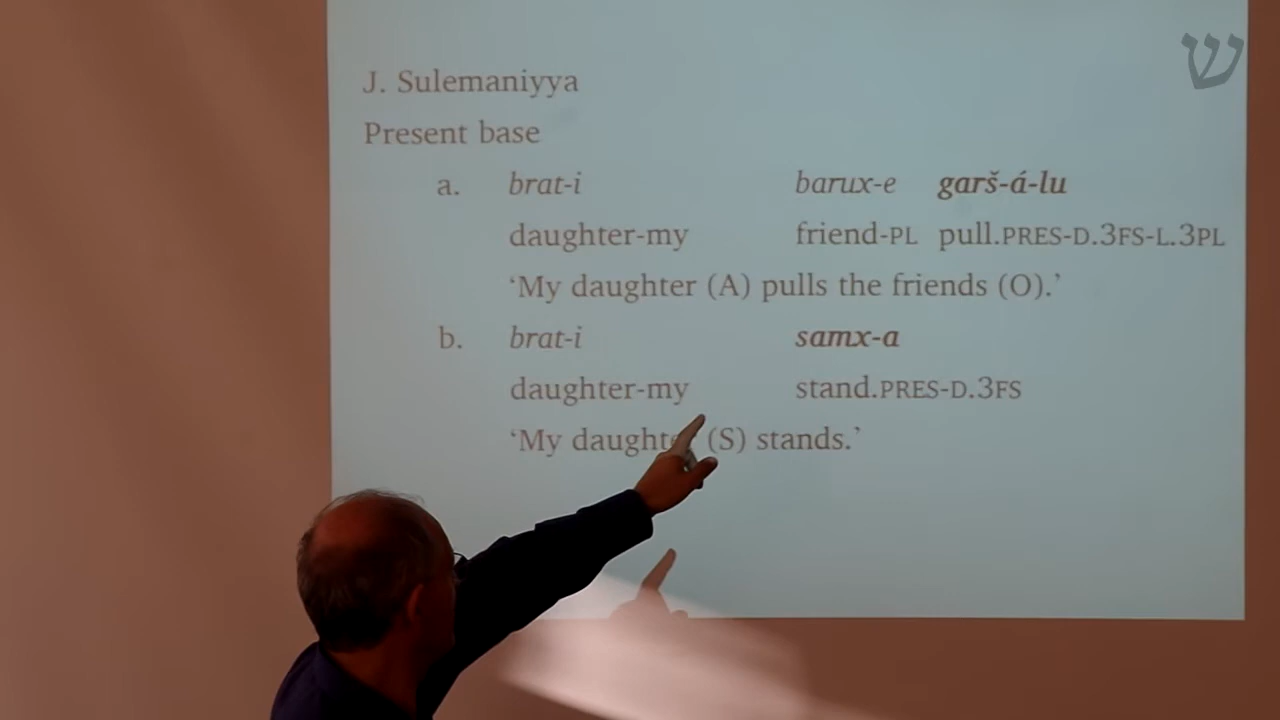 ש
J. Sulemaniyya
Present base
a. brat-i barux-e garš-á-lu
daughter-my friend-PL pull.PRES-D.3FS-L.3PL
‘My daughter (A) pulls the friends (O).’
b. brat-i samx-a
daughter-my stand.PRES-D.3FS
‘My daughter (S) stands.’